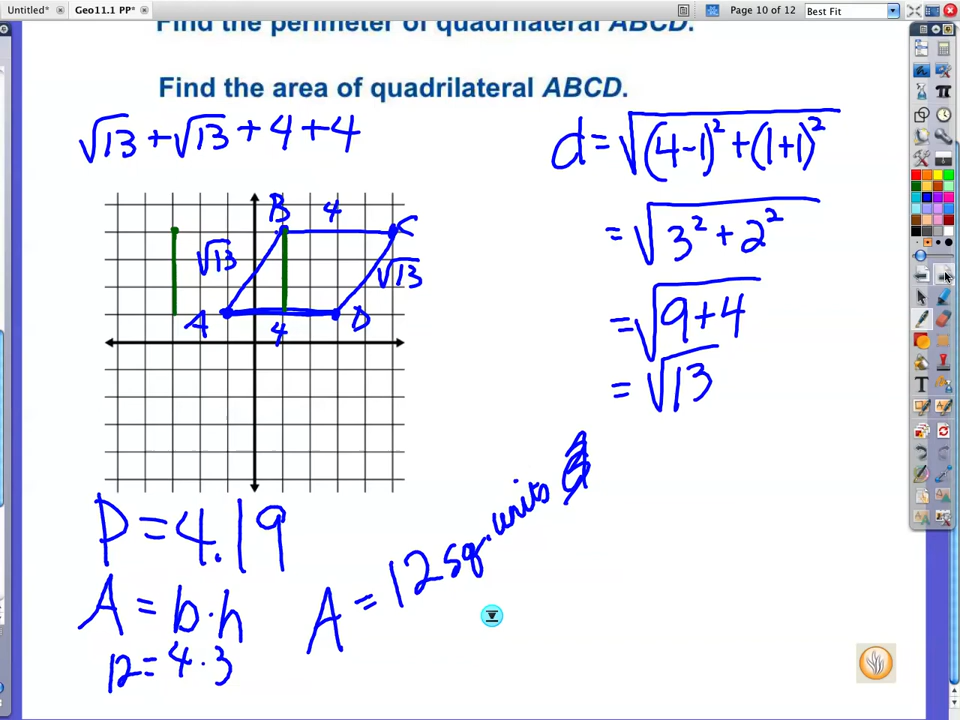 Untitled*
Geo11.1 PP*
Page 10 of 12
Best Fit
Find the perimeter of quadrilateral ABCD.
Find the area of quadrilateral ABCD.
√13 + √13 + 4 + 4
d = √(4-1)² + (1+1)²
= √3² + 2²
= √9+4
= √13
B 4 C
√13 √13
A 4 D
P = 4.19
A = b·h
12 = 4·3
A = 12 sq. units
π
T
A